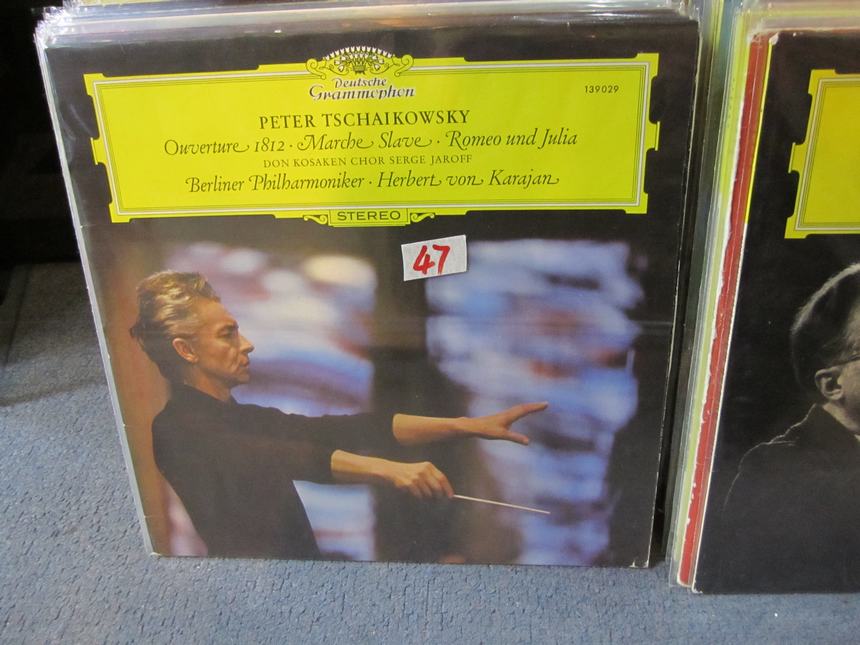 Deutsche
Grammophon
139029
PETER TSCHAIKOWSKY
Ouverture 1812 · Marche Slave · Romeo und Julia
DON KOSAKEN CHOR SERGE JAROFF
Berliner Philharmoniker · Herbert von Karajan
STEREO
47